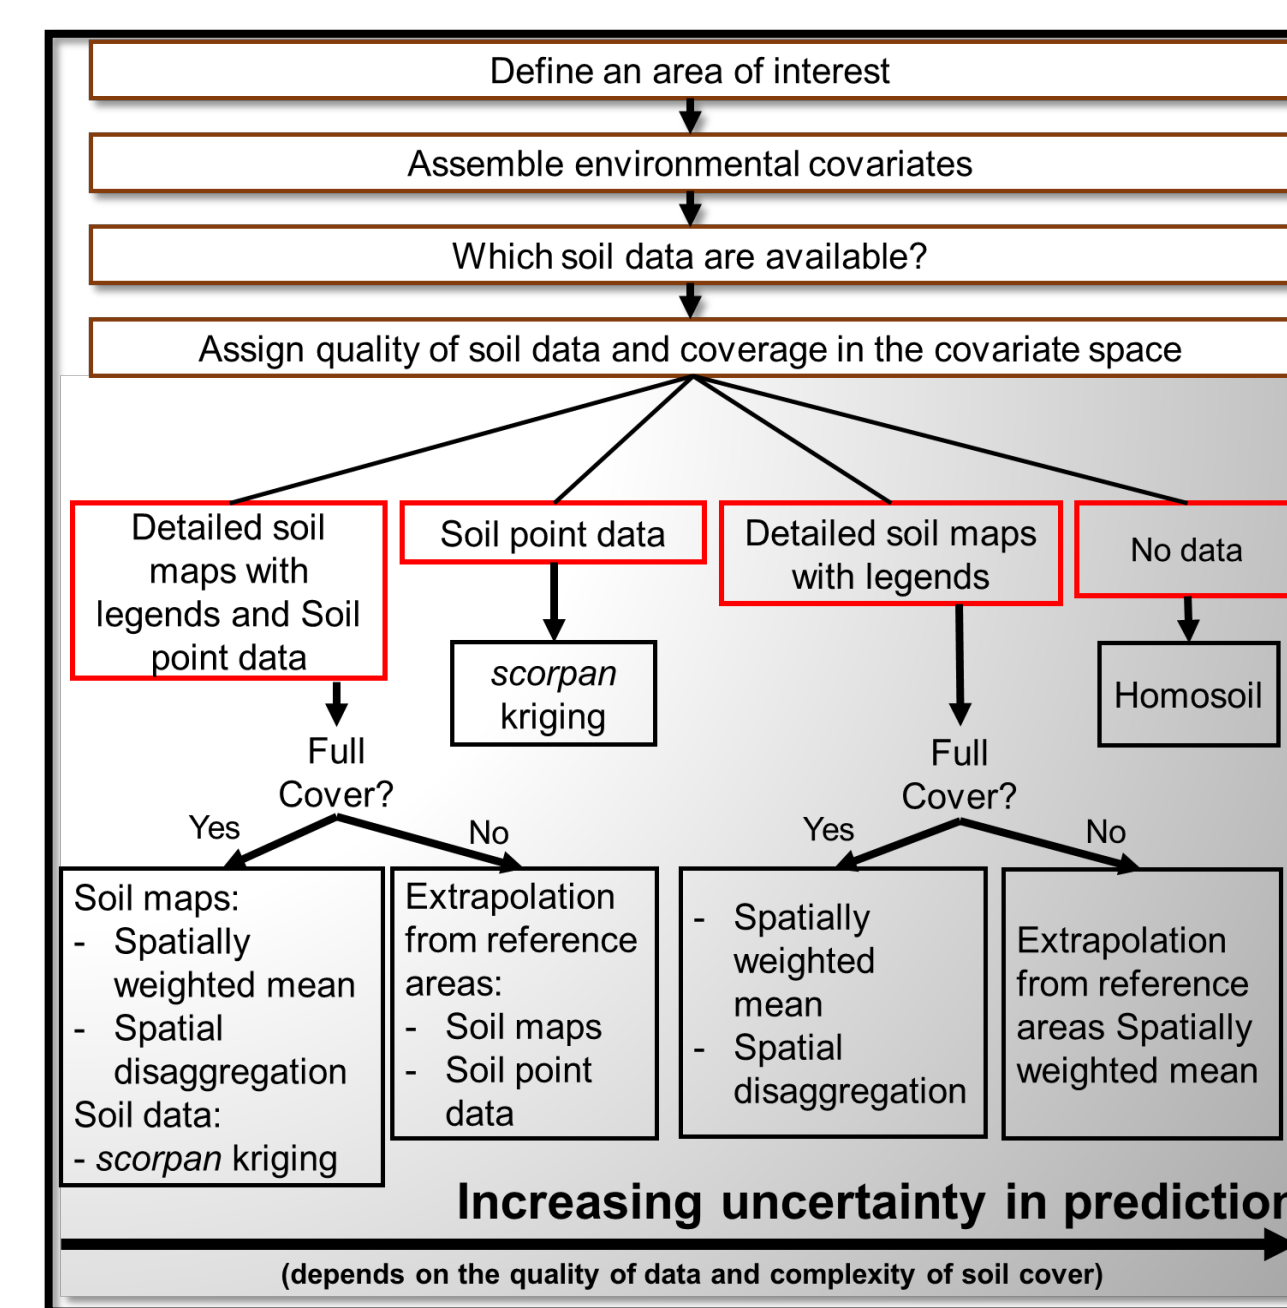 Define an area of interest
Assemble environmental covariates
Which soil data are available?
Assign quality of soil data and coverage in the covariate space
Detailed soil
maps with
legends and Soil
point data
Soil point data
Detailed soil maps
with legends
No data
scorpan
kriging
Homosoil
Full
Cover?
Yes
No
Full
Cover?
Yes
No
Soil maps:
- Spatially
weighted mean
- Spatial
disaggregation
Soil data:
- scorpan kriging
Extrapolation
from reference
areas:
- Soil maps
- Soil point
data
- Spatially
weighted
mean
- Spatial
disaggregation
Extrapolation
from reference
areas Spatially
weighted mean
Increasing uncertainty in prediction
(depends on the quality of data and complexity of soil cover)